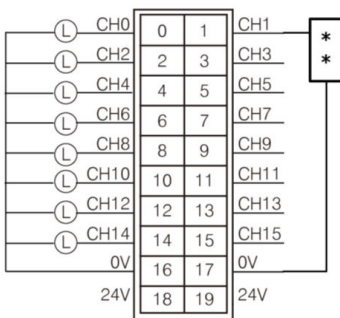 CH0 0 1 CH1 *
L CH2 2 3 CH3 *
L CH4 4 5 CH5
L CH6 6 7 CH7
L CH8 8 9 CH9
L CH10 10 11 CH11
L CH12 12 13 CH13
L CH14 14 15 CH15
L 0V 16 17 0V
24V 18 19 24V